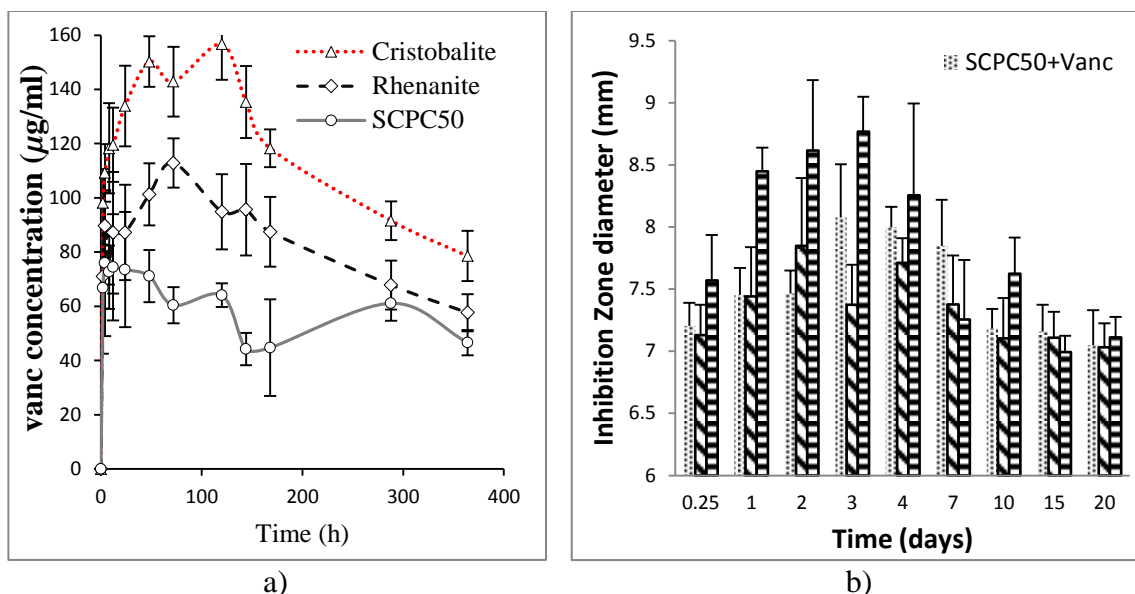 160
140
120
100
80
60
40
20
0
vanc concentration (µg/ml)
Cristobalite
Rhenanite
SCPC50
0 100 200 300 400
Time (h)
a)
9.5
9
8.5
8
7.5
7
6.5
6
Inhibition Zone diameter (mm)
SCPC50+Vanc
0.25 1 2 3 4 7 10 15 20
Time (days)
b)